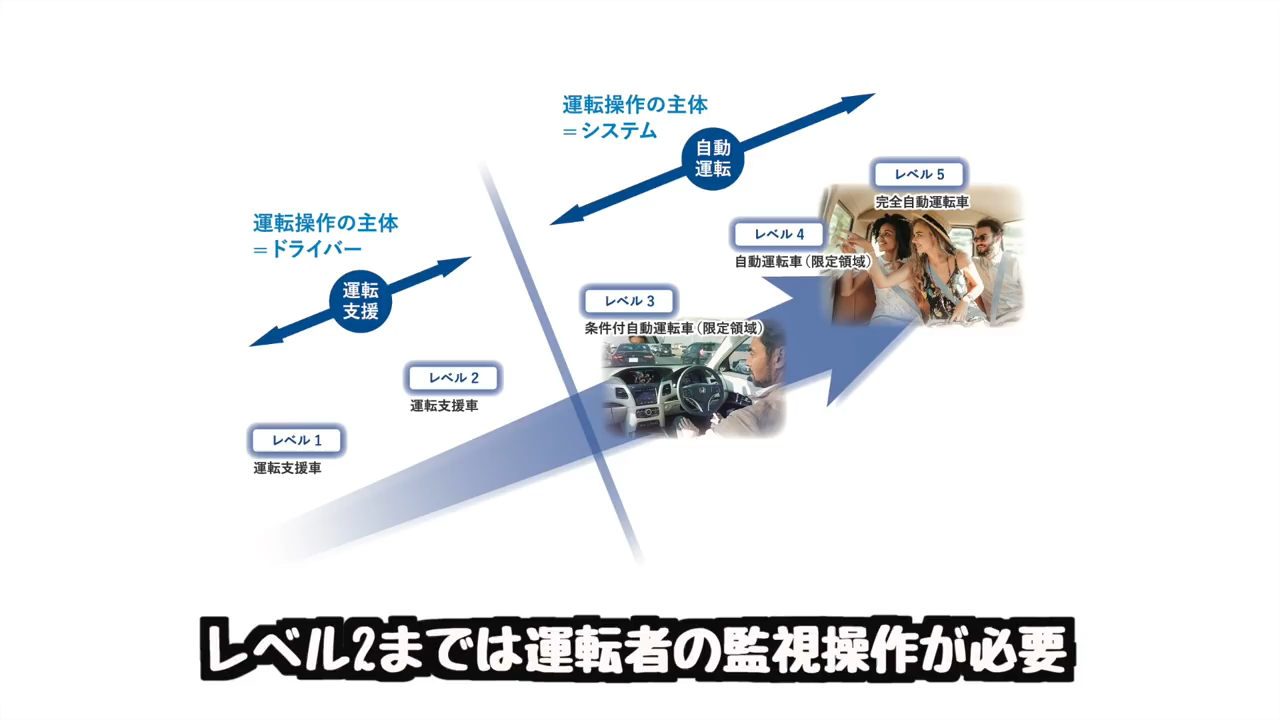 運転操作の主体
＝システム
自動
運転
レベル 5
完全自動運転車
運転操作の主体
＝ドライバー
運転
支援
レベル 4
自動運転車（限定領域）
レベル 3
条件付自動運転車（限定領域）
レベル 2
運転支援車
レベル 1
運転支援車
レベル2までは運転者の監視操作が必要